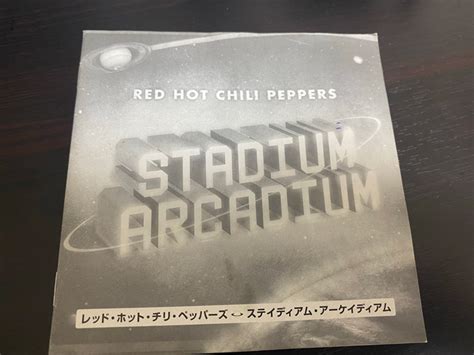 RED HOT CHILI PEPPERS
STADIUM
ARCADIUM
レッド・ホット・チリ・ペッパーズ ～ ステイディアム・アーケイディアム